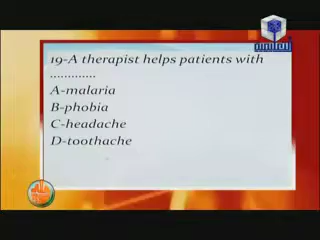 19-A therapist helps patients with
.............
A-malaria
B-phobia
C-headache
D-toothache